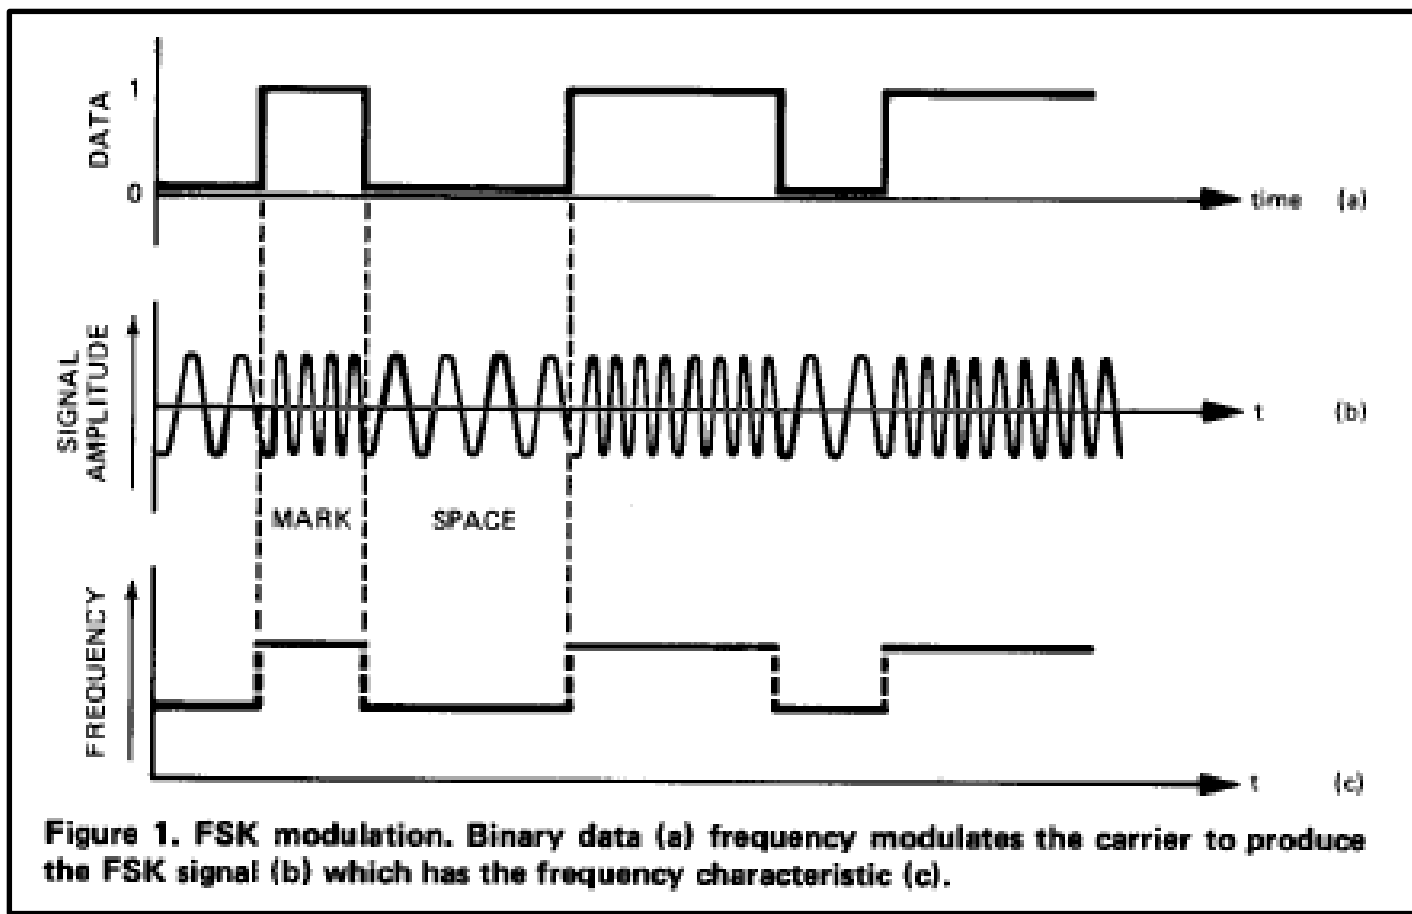 DATA
1
0
time (a)
SIGNAL
AMPLITUDE
t (b)
MARK SPACE
FREQUENCY
t (c)
Figure 1. FSK modulation. Binary data (a) frequency modulates the carrier to produce
the FSK signal (b) which has the frequency characteristic (c).